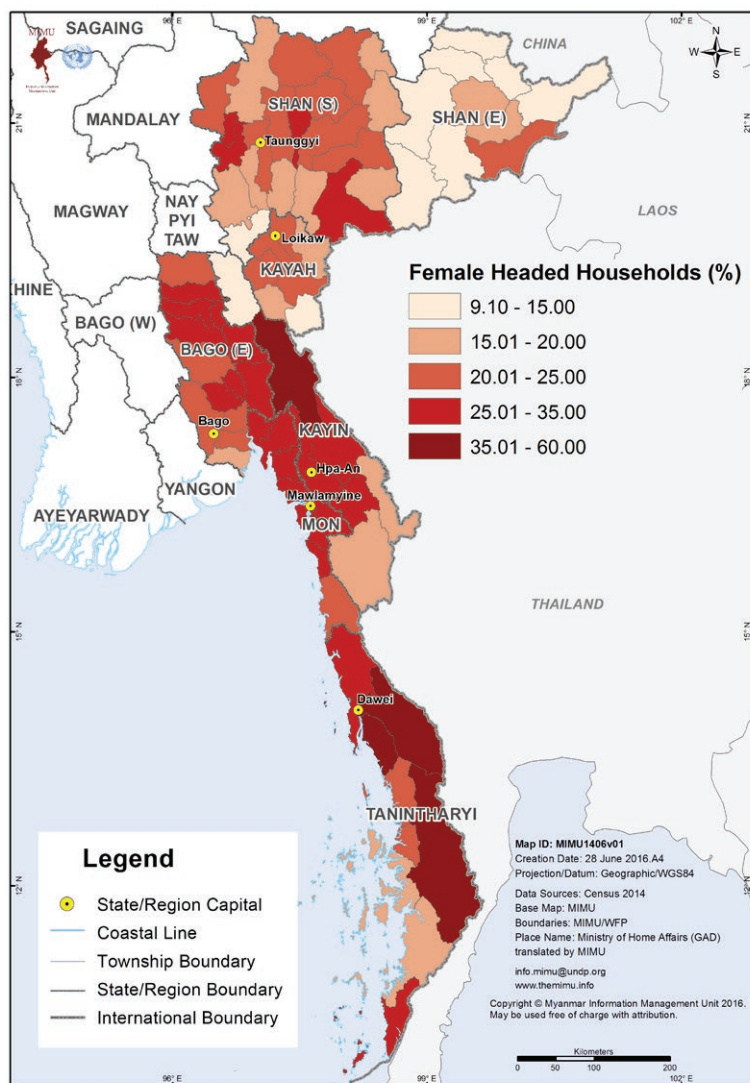 96° E
99° E
102° E
MIMU
SAGAING
CHINA
N
W E
S
21° N
21° N
MANDALAY
SHAN (S)
SHAN (E)
Taunggyi
MAGWAY
NAY
PYI
TAW
LAOS
Loikaw
KAYAH
HINE
BAGO (W)
Female Headed Households (%)
9.10 - 15.00
15.01 - 20.00
20.01 - 25.00
25.01 - 35.00
35.01 - 60.00
BAGO (E)
18° N
18° N
KAYIN
Bago
Hpa-An
YANGON
Mawlamyine
AYEYARWADY
MON
THAILAND
15° N
15° N
Dawei
TANINTHARYI
Legend
State/Region Capital
Coastal Line
Township Boundary
State/Region Boundary
International Boundary
Map ID: MIMU1406v01
Creation Date: 28 June 2016.A4
Projection/Datum: Geographic/WGS84
Data Sources: Census 2014
Base Map: MIMU
Boundaries: MIMU/WFP
Place Name: Ministry of Home Affairs (GAD)
translated by MIMU
info.mimu@undp.org
www.themimu.info
Copyright © Myanmar Information Management Unit 2016.
May be used free of charge with attribution.
12° N
12° N
Kilometers
0 50 100 200
96° E
99° E
102° E